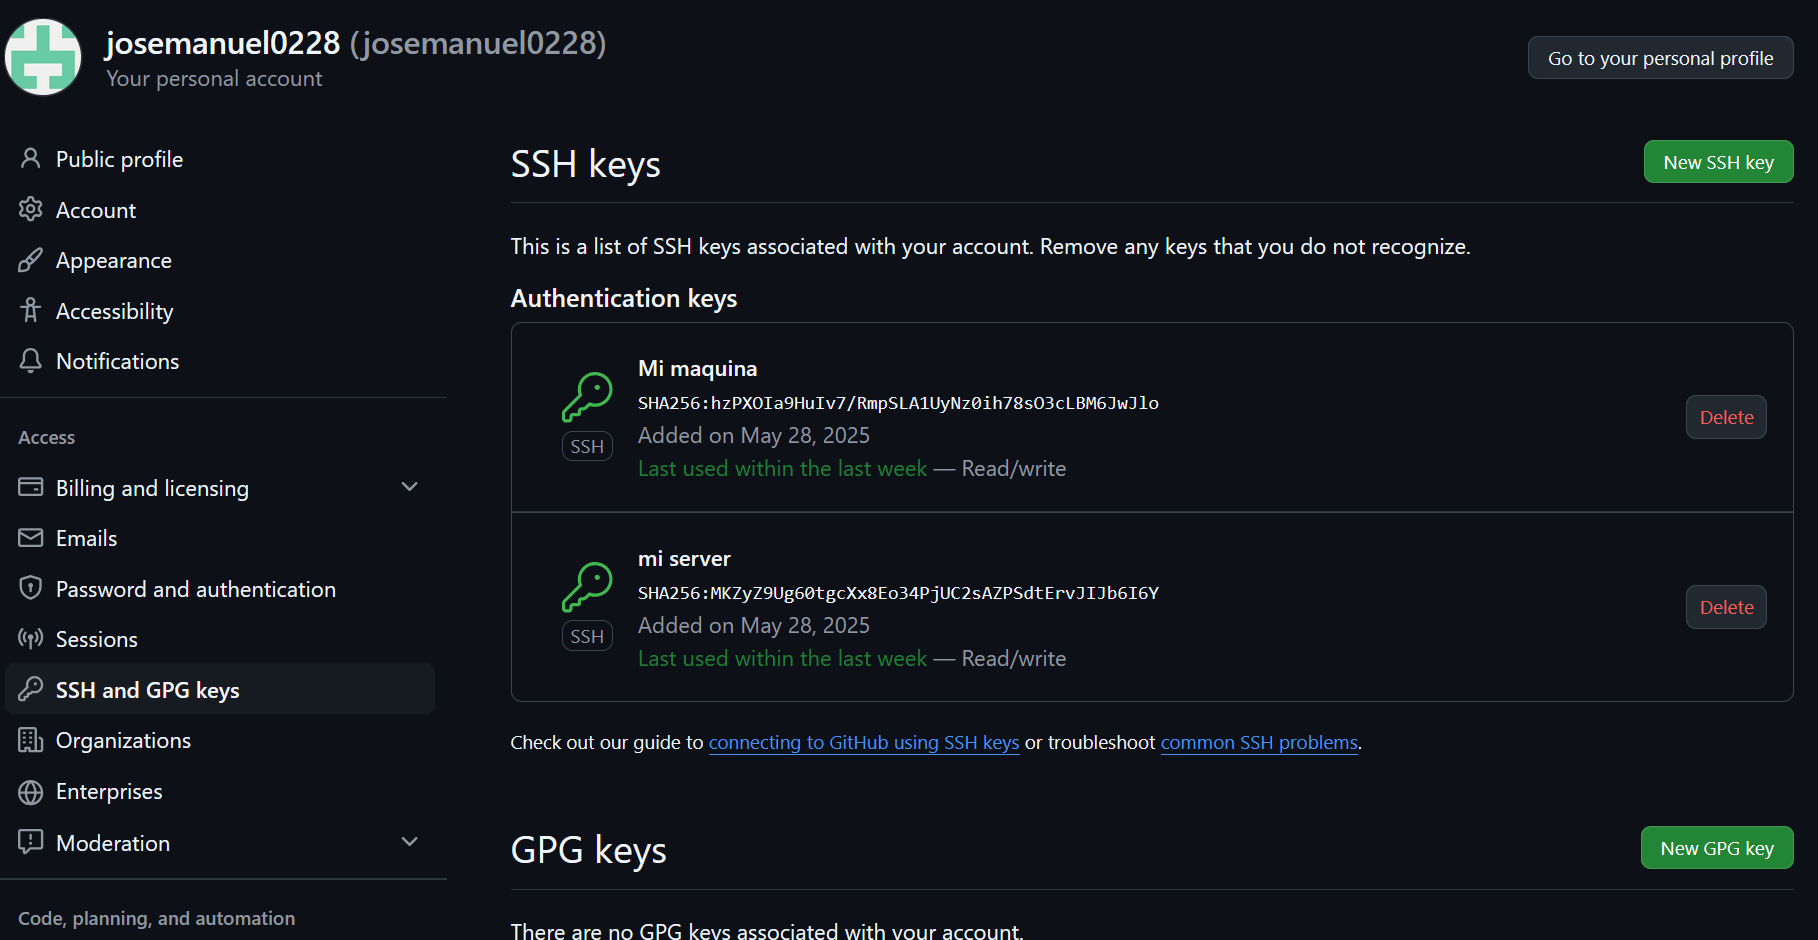 josemanuel0228 (josemanuel0228)
Your personal account
Go to your personal profile
Public profile
Account
Appearance
Accessibility
Notifications
Access
Billing and licensing
Emails
Password and authentication
Sessions
SSH and GPG keys
Organizations
Enterprises
Moderation
Code, planning, and automation
SSH keys
New SSH key
This is a list of SSH keys associated with your account. Remove any keys that you do not recognize.
Authentication keys
Mi maquina
SHA256:hzPXOIa9HuIv7/RmpSLA1UyNz0ih78sO3cLBM6JwJlo
Added on May 28, 2025
Last used within the last week — Read/write
SSH
Delete
mi server
SHA256:MKZyZ9Ug60tgcXx8Eo34PjUC2sAZPSdtErvJIJb6I6Y
Added on May 28, 2025
Last used within the last week — Read/write
SSH
Delete
Check out our guide to connecting to GitHub using SSH keys or troubleshoot common SSH problems.
GPG keys
New GPG key
There are no GPG keys associated with your account.